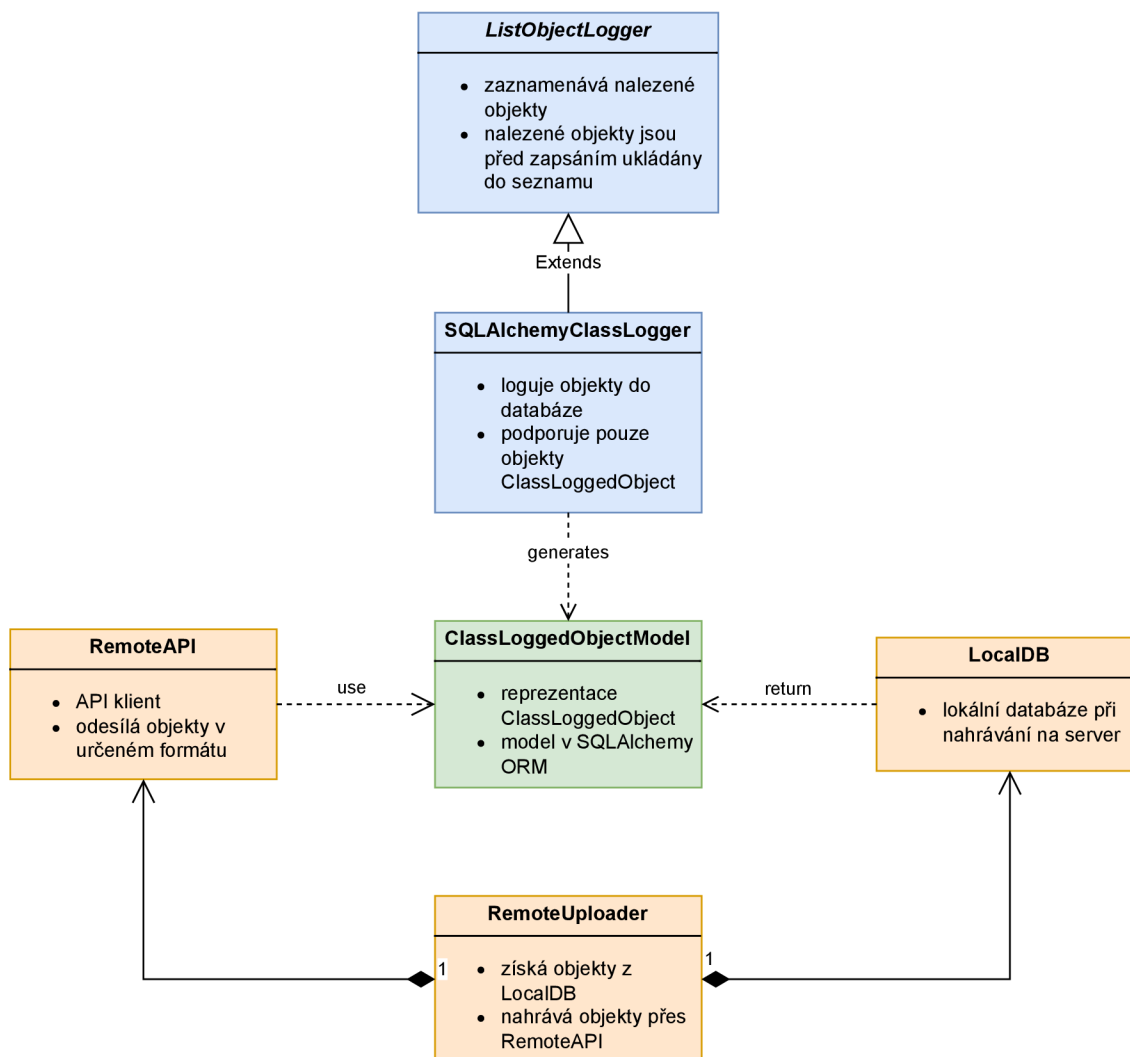 ListObjectLogger
• zaznamenává nalezené
objekty
• nalezené objekty jsou
před zapsáním ukládány
do seznamu
Extends
SQLAlchemyClassLogger
• loguje objekty do
databáze
• podporuje pouze
objekty
ClassLoggedObject
generates
RemoteAPI
• API klient
• odesílá objekty v
určeném formátu
use
ClassLoggedObjectModel
• reprezentace
ClassLoggedObject
• model v SQLAlchemy
ORM
return
LocalDB
• lokální databáze při
nahrávání na server
1
RemoteUploader
• získá objekty z
LocalDB
• nahrává objekty přes
RemoteAPI
1